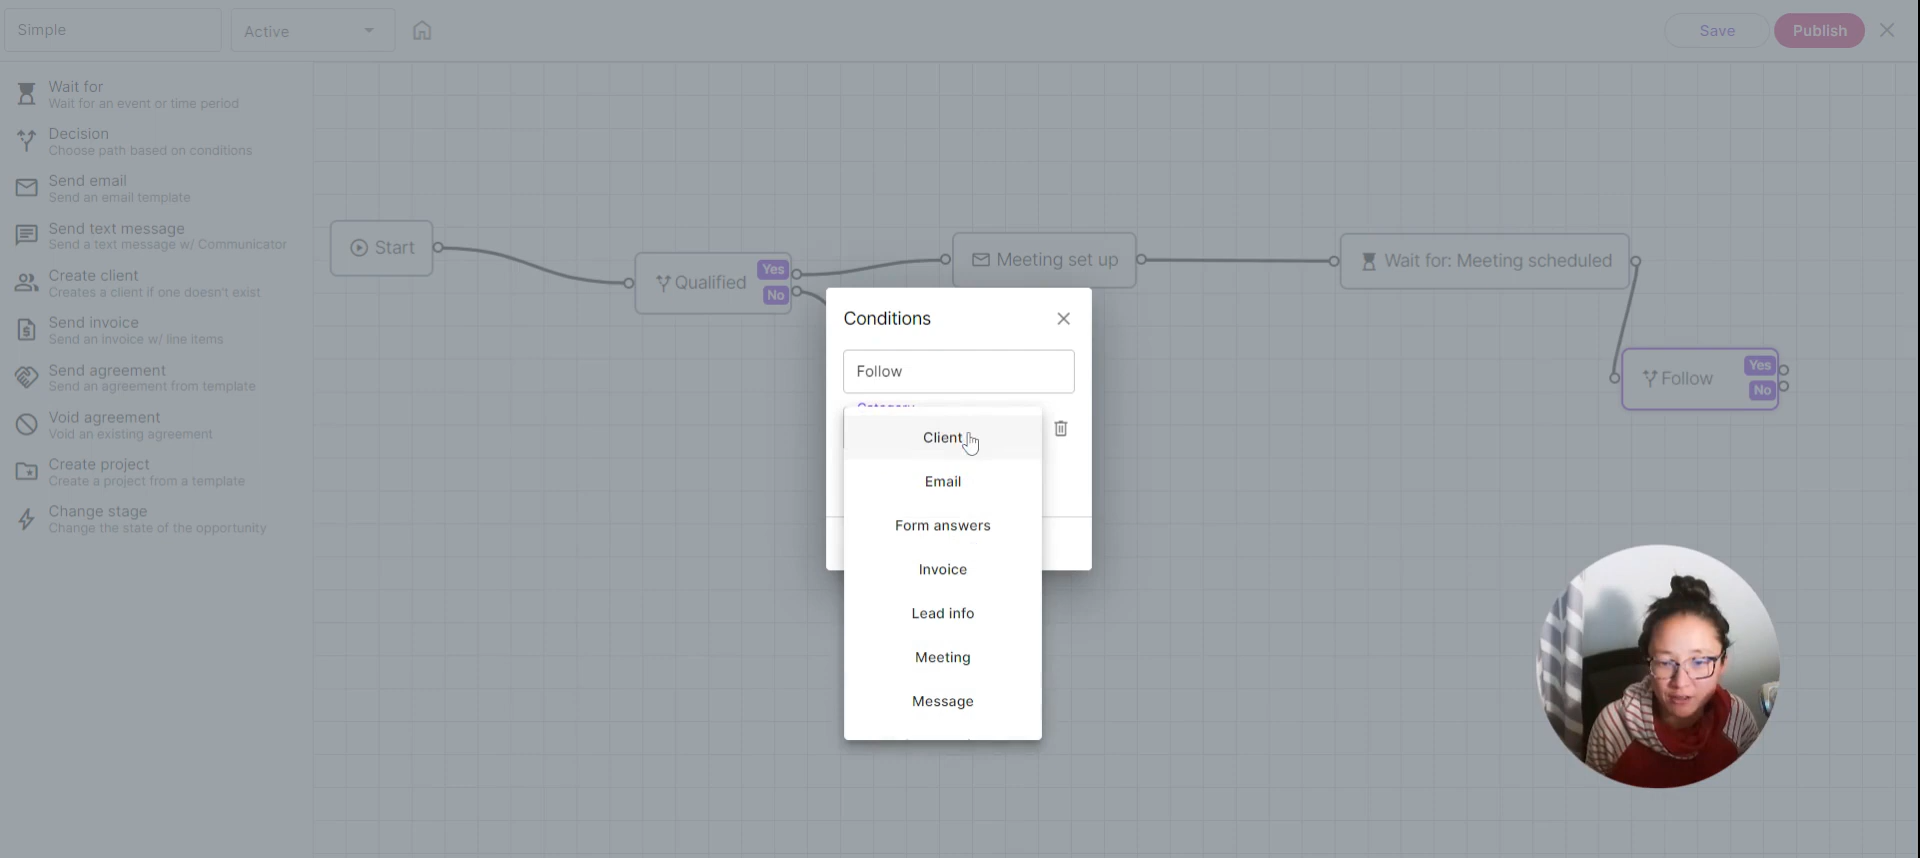 Simple
Active
Save
Publish
Wait for
Wait for an event or time period
Decision
Choose path based on conditions
Send email
Send an email template
Send text message
Send a text message w/ Communicator
Create client
Creates a client if one doesn't exist
Send invoice
Send an invoice w/ line items
Send agreement
Send an agreement from template
Void agreement
Void an existing agreement
Create project
Create a project from a template
Change stage
Change the state of the opportunity
Start
Qualified
Yes
No
Meeting set up
Wait for: Meeting scheduled
Follow
Yes
No
Conditions
Follow
Category
Client
Email
Form answers
Invoice
Lead info
Meeting
Message